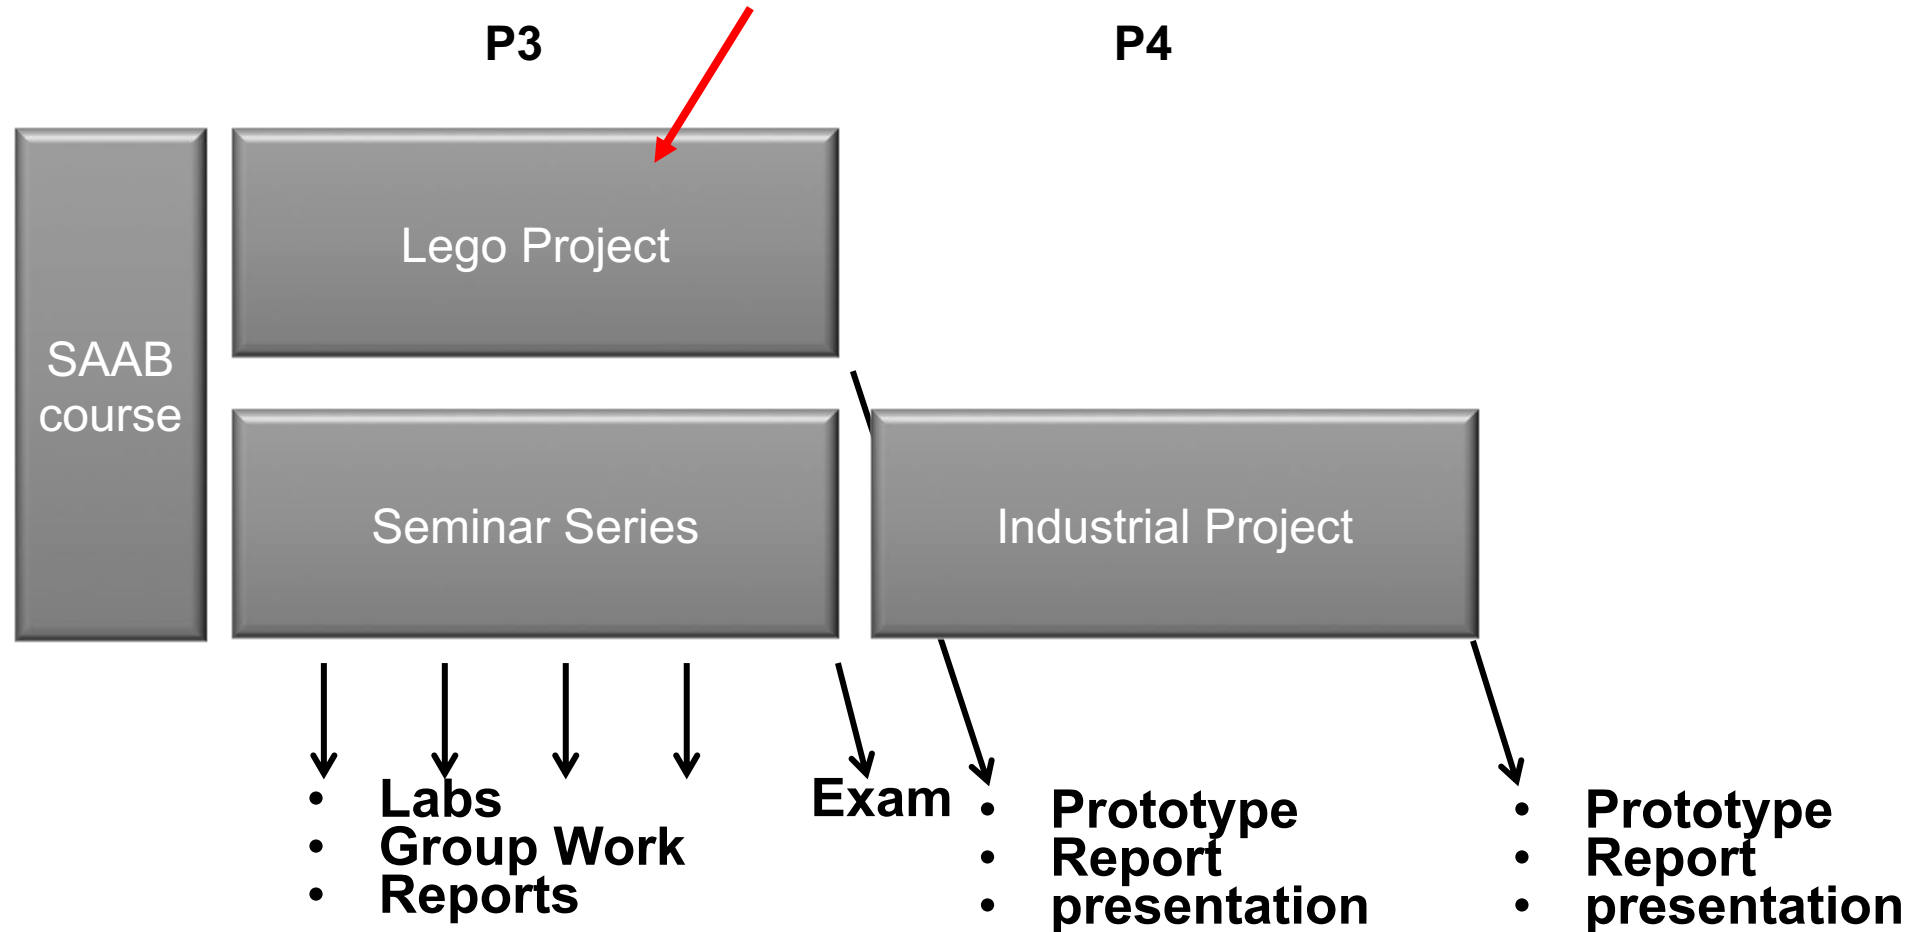 P3
P4
Lego Project
SAAB
course
Seminar Series
Industrial Project
• Labs
• Group Work
• Reports
Exam
• Prototype
• Report
• presentation
• Prototype
• Report
• presentation